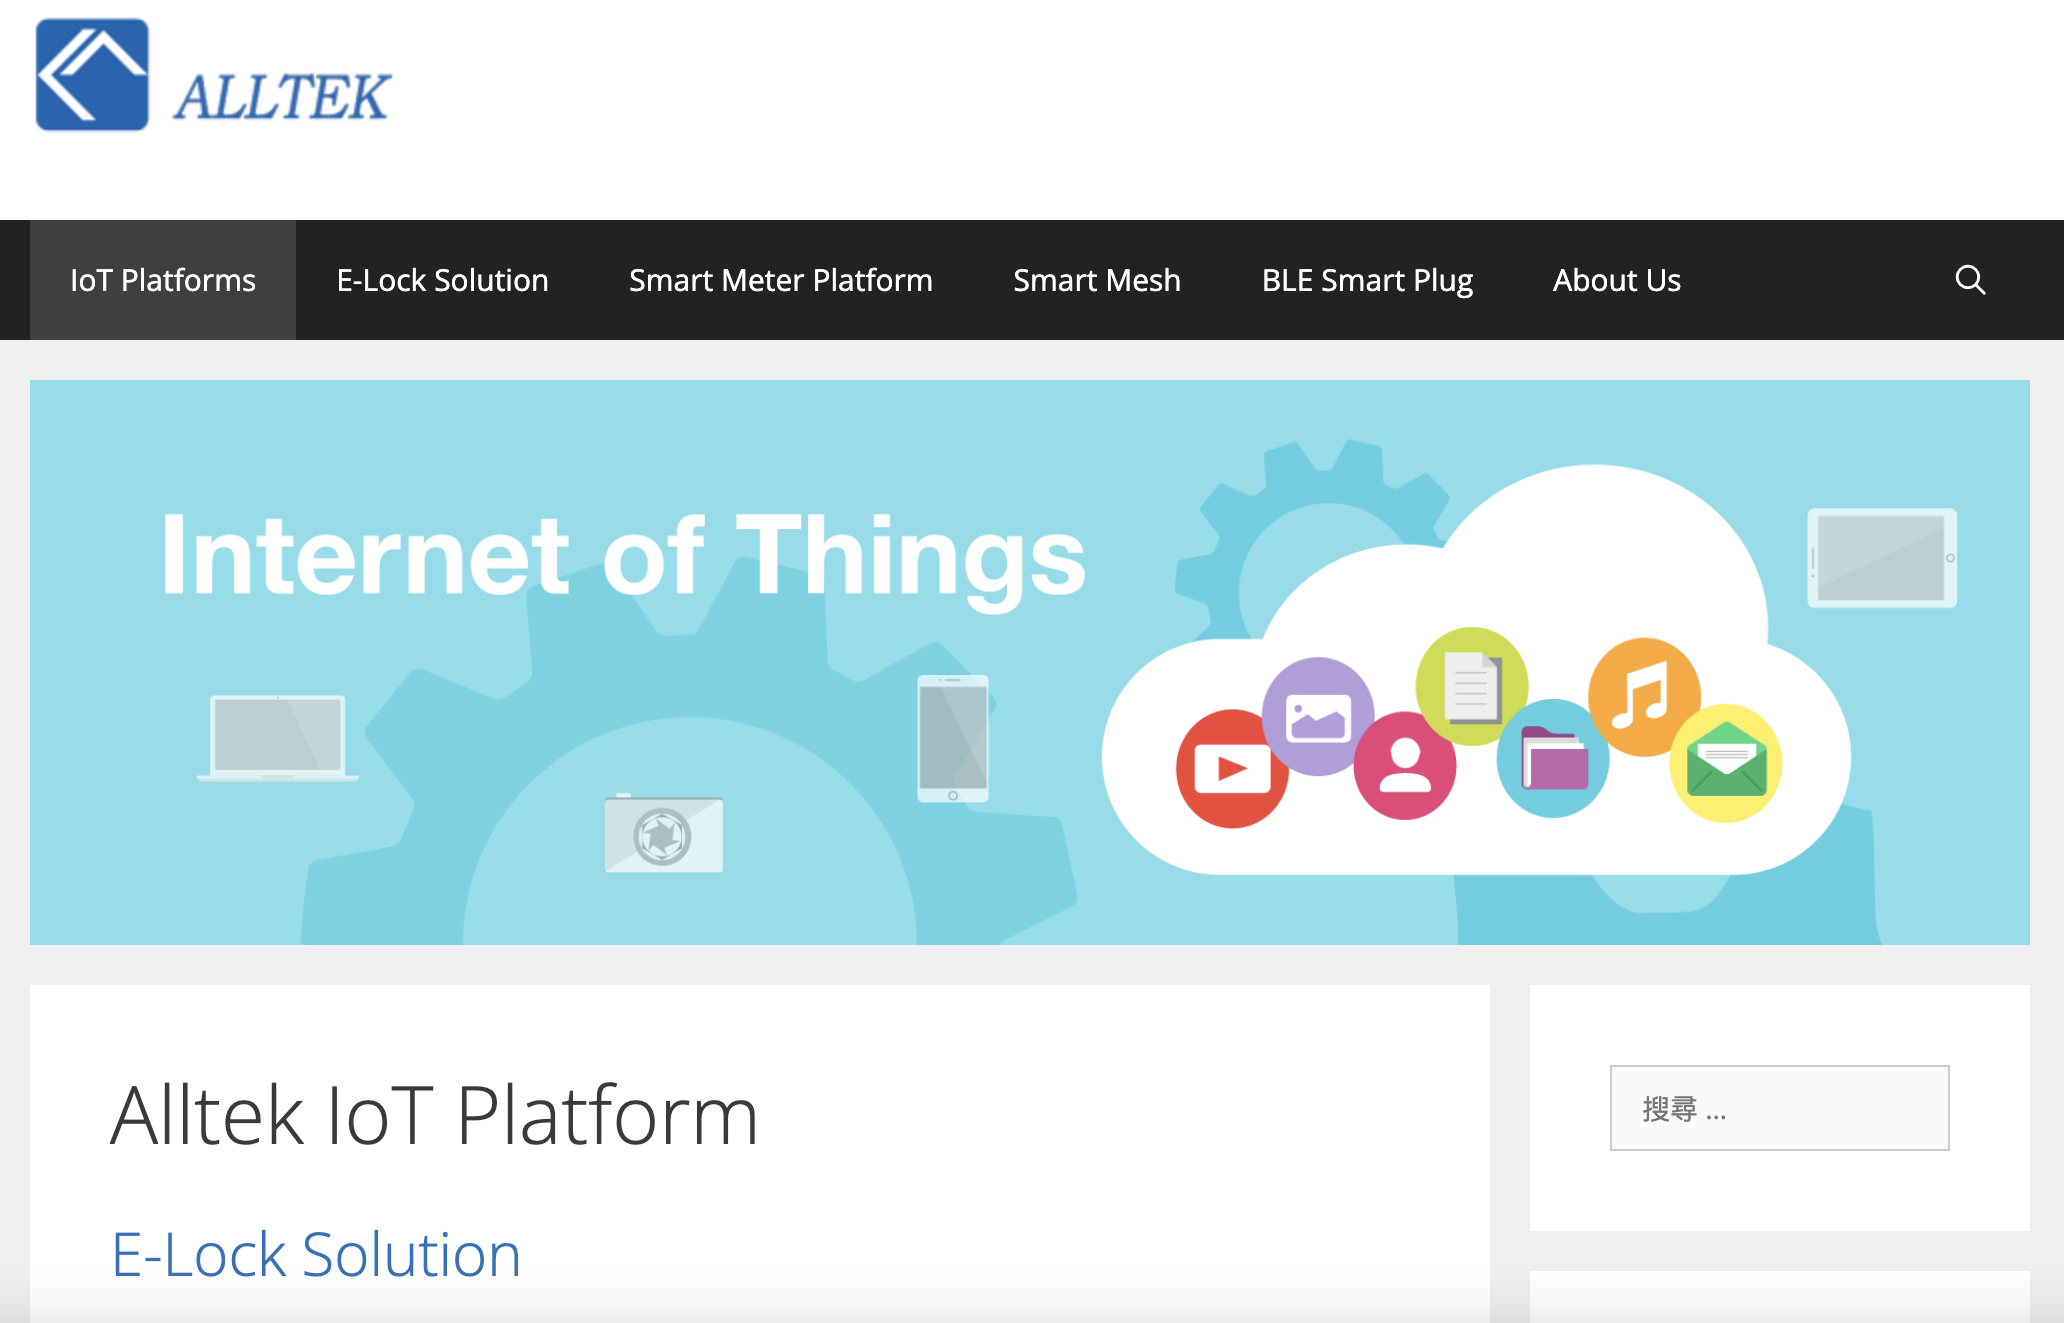 ALLTEK
IoT Platforms E-Lock Solution Smart Meter Platform Smart Mesh BLE Smart Plug About Us
Internet of Things
Alltek IoT Platform
搜尋 ...
E-Lock Solution